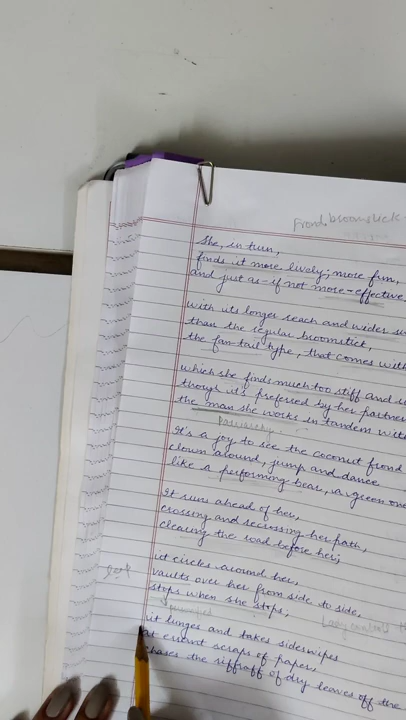 Frond broomstick
She, in turn,
finds it more lively; more fun,
and just as - if not more - effective,
with its longer reach and wider
than the regular broomstick,
the fan-tail type, that comes with
which she finds much too stiff and
though it's preferred by her partner
the man she works in tandem with
It's a joy to see the coconut frond
clown around, jump and dance
like a performing bear, a green one
It runs ahead of her,
crossing and recrossing her path,
clearing the road before her;
it circles around her,
vaults over her from side to side,
stops when she stops;
it lunges and takes sideswipes
at errant scraps of paper,
chases the riffraff of dry leaves off the